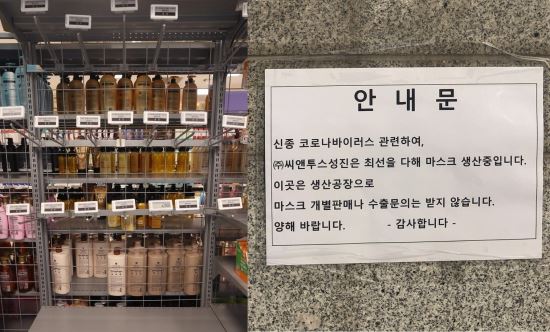 안 내 문
신종 코로나바이러스 관련하여,
㈜씨앤투스성진은 최선을 다해 마스크 생산중입니다.
이곳은 생산공장으로
마스크 개별판매나 수출문의는 받지 않습니다.
양해 바랍니다. - 감사합니다 -